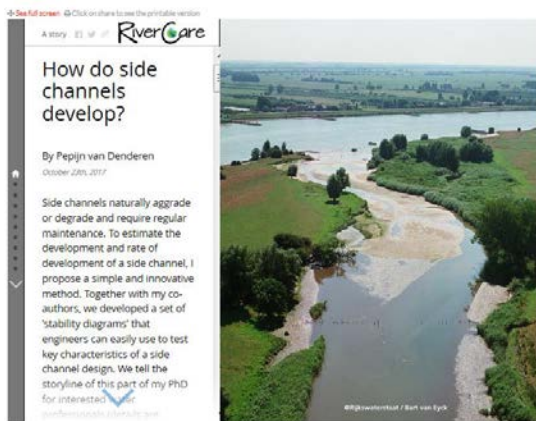 See full screen Click on share to see the printable version
A story RiverCare
How do side
channels
develop?
By Pepijn van Denderen
October 23th, 2017
Side channels naturally aggrade
or degrade and require regular
maintenance. To estimate the
development and rate of
development of a side channel, I
propose a simple and innovative
method. Together with my co-
authors, we developed a set of
'stability diagrams' that
engineers can easily use to test
key characteristics of a side
channel design. We tell the
storyline of this part of my PhD
for interested
©Rijkswaterstaat / Bart van Eyck